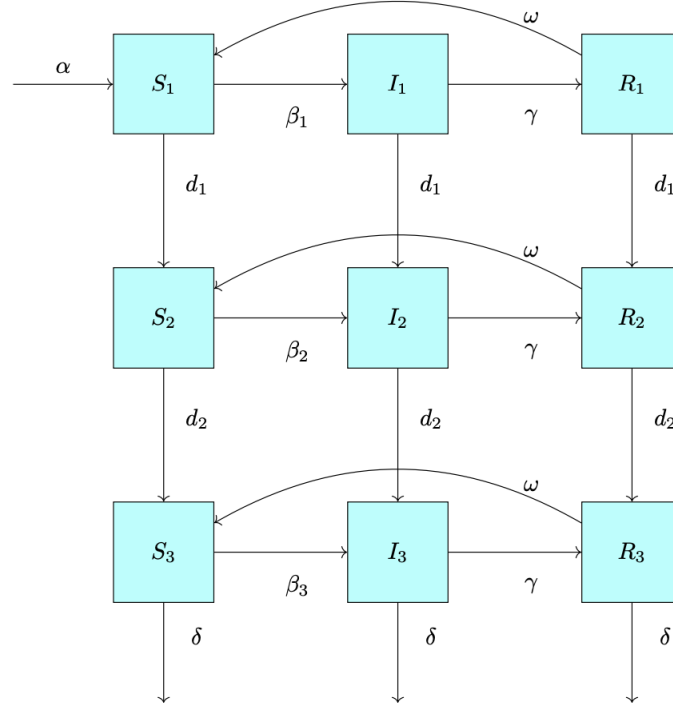 ω
α S₁ I₁ R₁
β₁ γ
d₁ d₁ d₁
ω
S₂ I₂ R₂
β₂ γ
d₂ d₂ d₂
ω
S₃ I₃ R₃
β₃ γ
δ δ δ